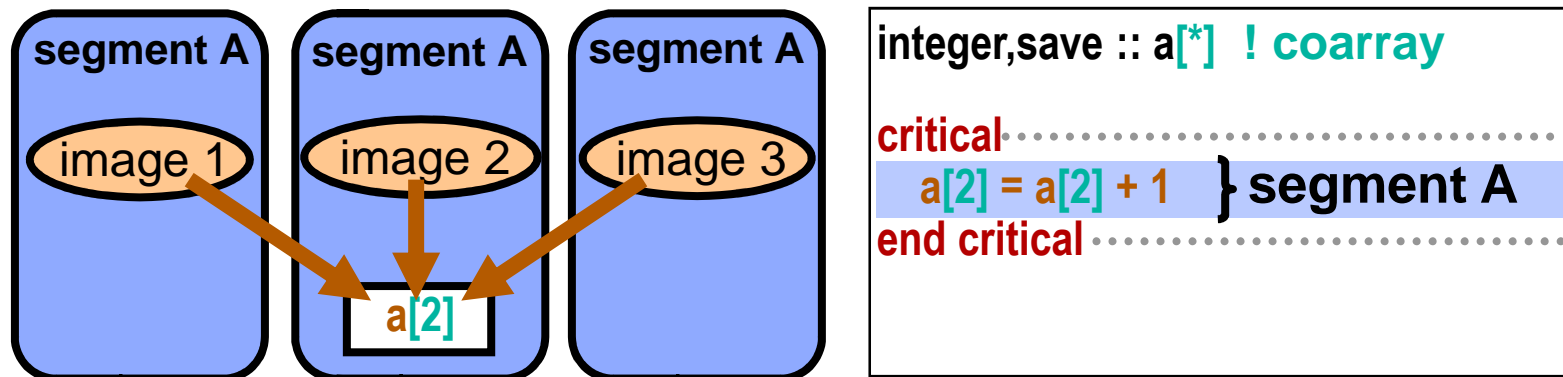 segment A
segment A
segment A
image 1
image 2
image 3
a[2]
integer,save :: a[*] ! coarray
critical
a[2] = a[2] + 1 } segment A
end critical